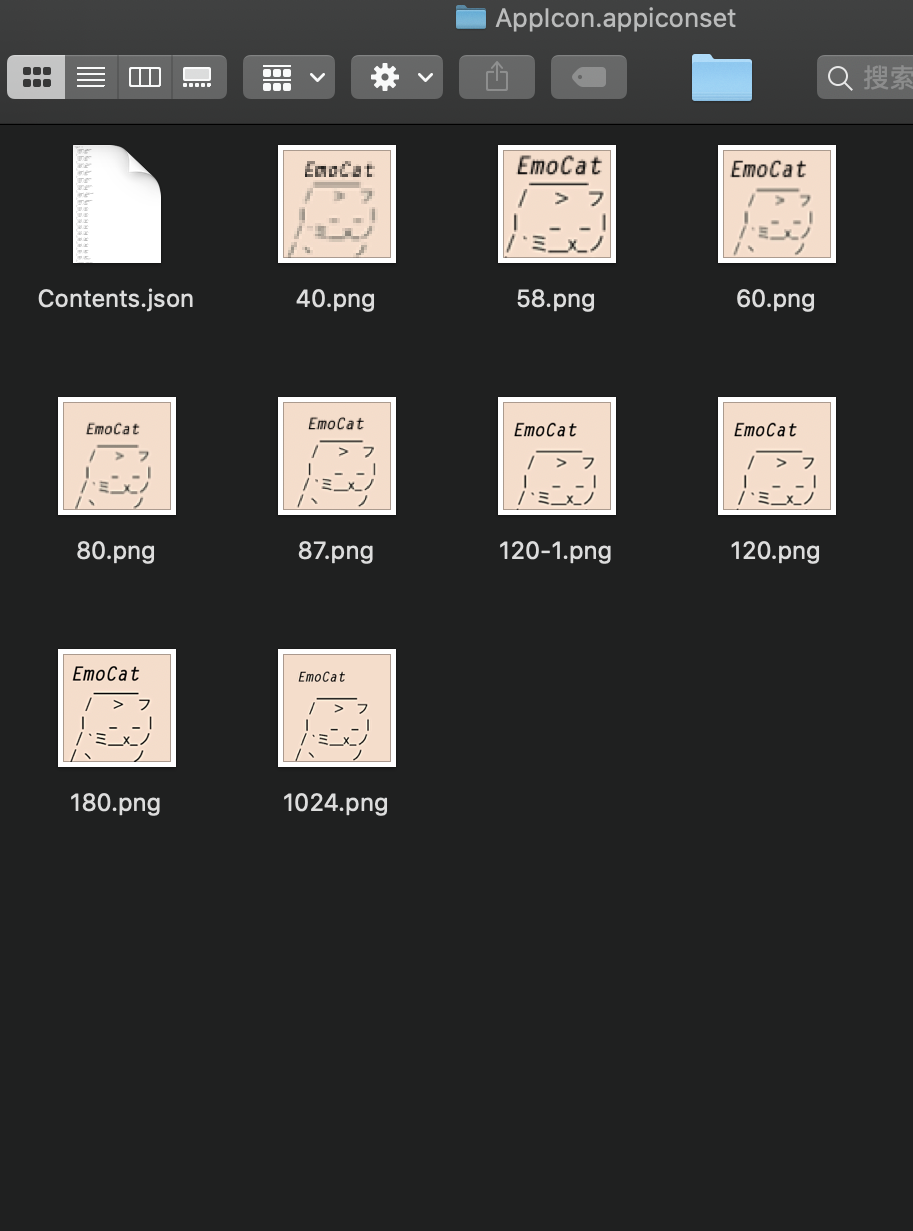 AppIcon.appiconset
搜索
EmoCat
EmoCat
EmoCat
Contents.json
40.png
58.png
60.png
EmoCat
EmoCat
EmoCat
EmoCat
80.png
87.png
120-1.png
120.png
EmoCat
EmoCat
180.png
1024.png